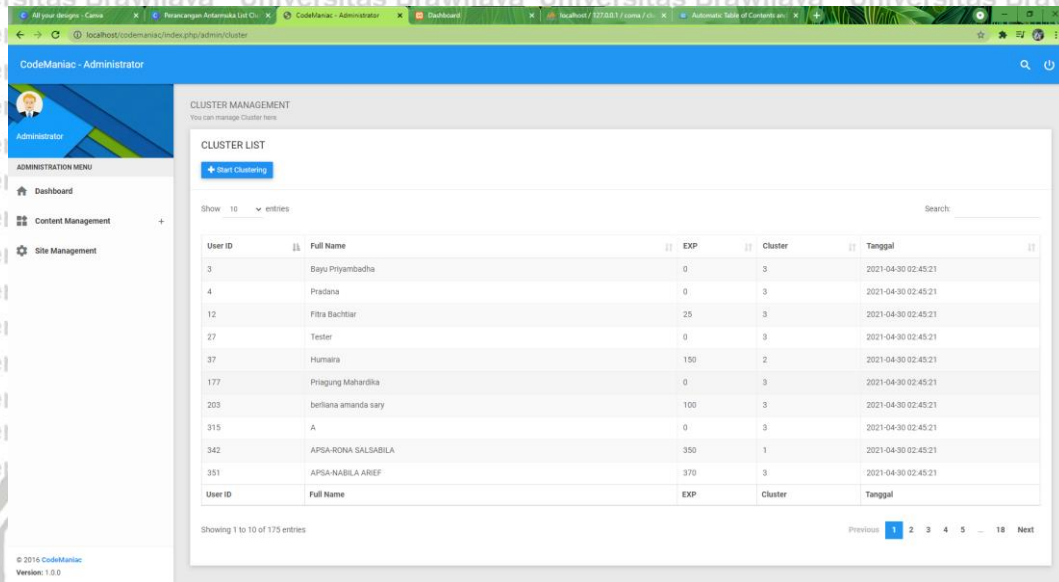 All your designs - Canva
Perancangan Antarmuka List Clu
CodeManiac - Administrator
Dashboard
localhost / 127.0.0.1 / coma / clu
Automatic Table of Contents an
localhost/codemaniac/index.php/admin/cluster
CodeManiac - Administrator
Administrator
ADMINISTRATION MENU
Dashboard
Content Management +
Site Management
© 2016 CodeManiac
Version: 1.0.0
CLUSTER MANAGEMENT
You can manage Cluster here
CLUSTER LIST
+ Start Clustering
Show 10 entries
Search:
User ID Full Name EXP Cluster Tanggal
3 Bayu Priyambadha 0 3 2021-04-30 02:45:21
4 Pradana 0 3 2021-04-30 02:45:21
12 Fitra Bachtiar 25 3 2021-04-30 02:45:21
27 Tester 0 3 2021-04-30 02:45:21
37 Humaira 150 2 2021-04-30 02:45:21
177 Priagung Mahardika 0 3 2021-04-30 02:45:21
203 berliana amanda sary 100 3 2021-04-30 02:45:21
315 A 0 3 2021-04-30 02:45:21
342 APSA-RONA SALSABILA 350 1 2021-04-30 02:45:21
351 APSA-NABILA ARIEF 370 3 2021-04-30 02:45:21
User ID Full Name EXP Cluster Tanggal
Showing 1 to 10 of 175 entries
Previous 1 2 3 4 5 … 18 Next